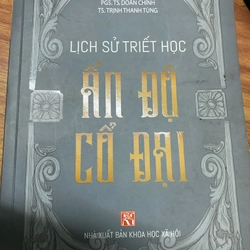 PGS. TS. DOÃN CHÍNH
TS. TRỊNH THANH TÙNG
LỊCH SỬ TRIẾT HỌC
ẤN ĐỘ
CỔ ĐẠI
NHÀ XUẤT BẢN KHOA HỌC XÃ HỘI